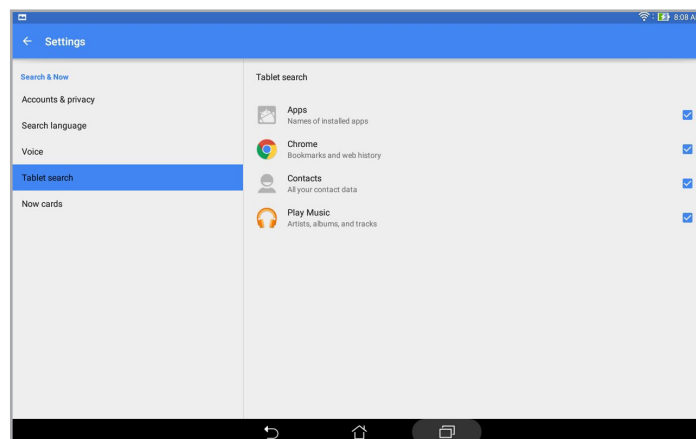 8:08 A
Settings
Search & Now
Accounts & privacy
Search language
Voice
Tablet search
Now cards
Tablet search
Apps
Names of installed apps
Chrome
Bookmarks and web history
Contacts
All your contact data
Play Music
Artists, albums, and tracks